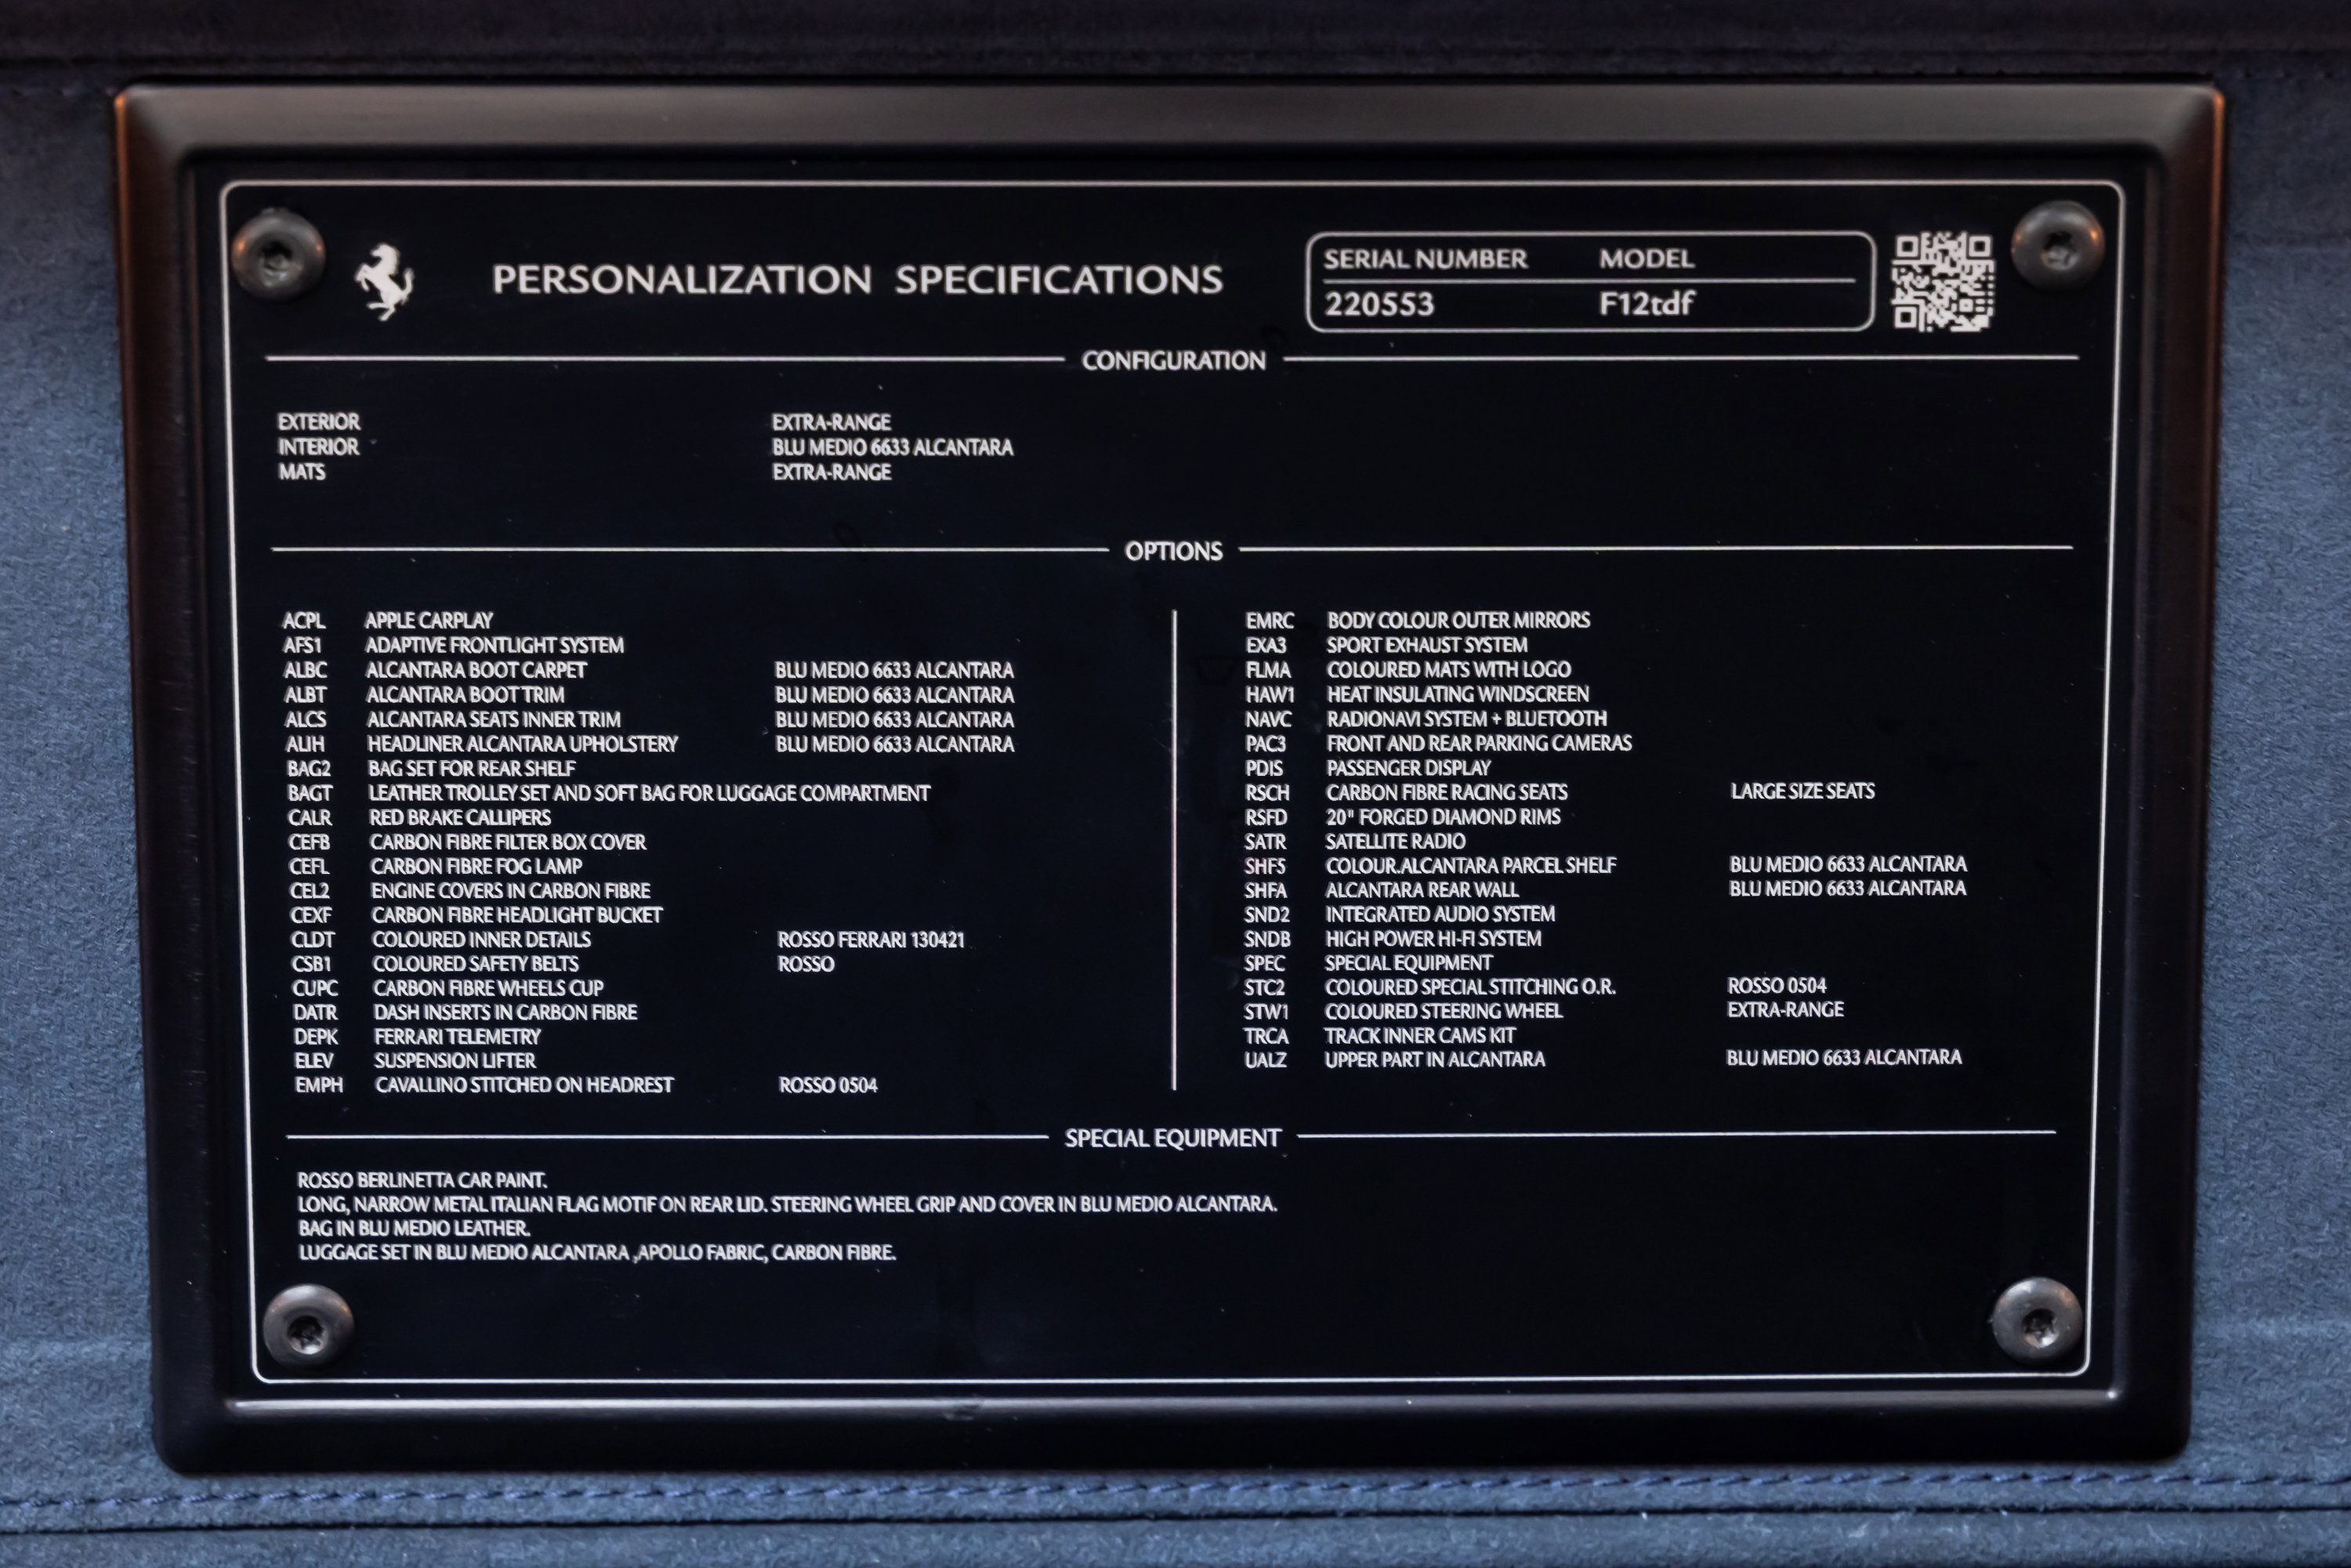 PERSONALIZATION SPECIFICATIONS
SERIAL NUMBER MODEL
220553 F12tdf
CONFIGURATION
EXTERIOR EXTRA-RANGE
INTERIOR BLU MEDIO 6633 ALCANTARA
MATS EXTRA-RANGE
OPTIONS
ACPL APPLE CARPLAY
AFS1 ADAPTIVE FRONTLIGHT SYSTEM
ALBC ALCANTARA BOOT CARPET BLU MEDIO 6633 ALCANTARA
ALBT ALCANTARA BOOT TRIM BLU MEDIO 6633 ALCANTARA
ALCS ALCANTARA SEATS INNER TRIM BLU MEDIO 6633 ALCANTARA
ALIH HEADLINER ALCANTARA UPHOLSTERY BLU MEDIO 6633 ALCANTARA
BAG2 BAG SET FOR REAR SHELF
BAGT LEATHER TROLLEY SET AND SOFT BAG FOR LUGGAGE COMPARTMENT
CALR RED BRAKE CALLIPERS
CEFB CARBON FIBRE FILTER BOX COVER
CEFL CARBON FIBRE FOG LAMP
CEL2 ENGINE COVERS IN CARBON FIBRE
CEXF CARBON FIBRE HEADLIGHT BUCKET
CLDT COLOURED INNER DETAILS ROSSO FERRARI 130421
CSB1 COLOURED SAFETY BELTS ROSSO
CUPC CARBON FIBRE WHEELS CUP
DATR DASH INSERTS IN CARBON FIBRE
DEPK FERRARI TELEMETRY
ELEV SUSPENSION LIFTER
EMPH CAVALLINO STITCHED ON HEADREST ROSSO 0504
EMRC BODY COLOUR OUTER MIRRORS
EXA3 SPORT EXHAUST SYSTEM
FLMA COLOURED MATS WITH LOGO
HAW1 HEAT INSULATING WINDSCREEN
NAVC RADIONAVI SYSTEM + BLUETOOTH
PAC3 FRONT AND REAR PARKING CAMERAS
PDIS PASSENGER DISPLAY
RSCH CARBON FIBRE RACING SEATS LARGE SIZE SEATS
RSFD 20" FORGED DIAMOND RIMS
SATR SATELLITE RADIO
SHF5 COLOUR.ALCANTARA PARCEL SHELF BLU MEDIO 6633 ALCANTARA
SHFA ALCANTARA REAR WALL BLU MEDIO 6633 ALCANTARA
SND2 INTEGRATED AUDIO SYSTEM
SNDB HIGH POWER HI-FI SYSTEM
SPEC SPECIAL EQUIPMENT
STC2 COLOURED SPECIAL STITCHING O.R. ROSSO 0504
STW1 COLOURED STEERING WHEEL EXTRA-RANGE
TRCA TRACK INNER CAMS KIT
UALZ UPPER PART IN ALCANTARA BLU MEDIO 6633 ALCANTARA
SPECIAL EQUIPMENT
ROSSO BERLINETTA CAR PAINT.
LONG, NARROW METAL ITALIAN FLAG MOTIF ON REAR LID. STEERING WHEEL GRIP AND COVER IN BLU MEDIO ALCANTARA.
BAG IN BLU MEDIO LEATHER.
LUGGAGE SET IN BLU MEDIO ALCANTARA ,APOLLO FABRIC, CARBON FIBRE.